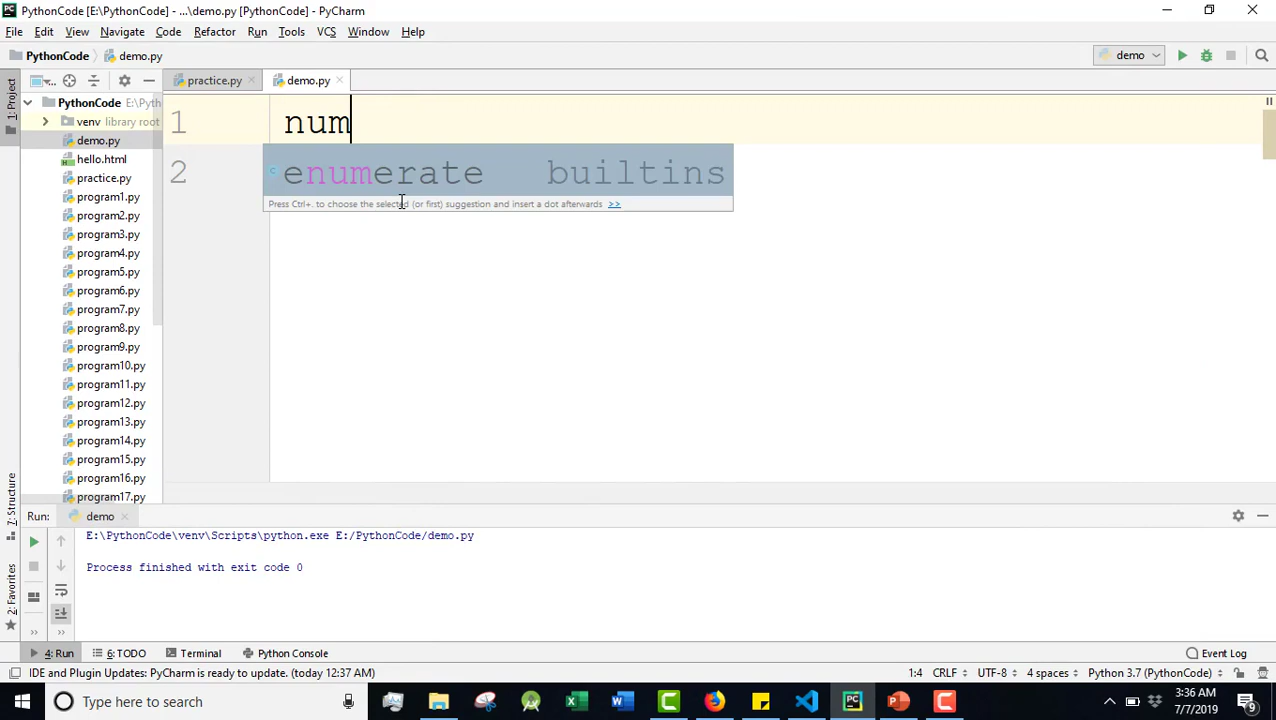 PythonCode [E:\PythonCode] - ...\demo.py [PythonCode] - PyCharm
File Edit View Navigate Code Refactor Run Tools VCS Window Help
PythonCode demo.py
demo
1: Project
practice.py demo.py
PythonCode E:\Pyth
venv library root
demo.py
hello.html
practice.py
program1.py
program2.py
program3.py
program4.py
program5.py
program6.py
program7.py
program8.py
program9.py
program10.py
program11.py
program12.py
program13.py
program14.py
program15.py
program16.py
program17.py
1 num
2
enumerate builtins
Press Ctrl+. to choose the selected (or first) suggestion and insert a dot afterwards >>
7: Structure
2: Favorites
Run: demo
E:\PythonCode\venv\Scripts\python.exe E:/PythonCode/demo.py
Process finished with exit code 0
4: Run 6: TODO Terminal Python Console Event Log
IDE and Plugin Updates: PyCharm is ready to update. (today 12:37 AM) 1:4 CRLF UTF-8 4 spaces Python 3.7 (PythonCode)
Type here to search
3:36 AM
7/7/2019
9